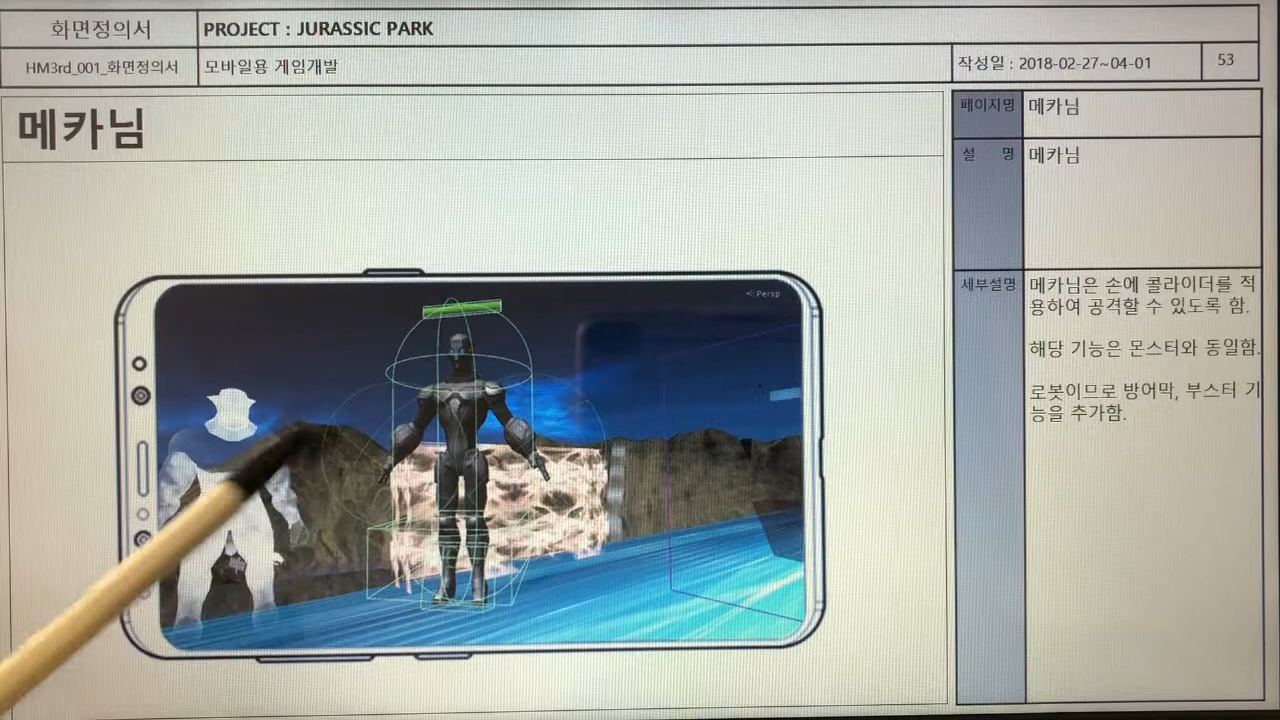 화면정의서
PROJECT : JURASSIC PARK
HM3rd_001_화면정의서
모바일용 게임개발
작성일 : 2018-02-27~04-01
53
메카님
페이지명
메카님
설 명
메카님
세부설명
메카님은 손에 콜라이더를 적
용하여 공격할 수 있도록 함.
해당 기능은 몬스터와 동일함.
로봇이므로 방어막, 부스터 기
능을 추가함.
Persp